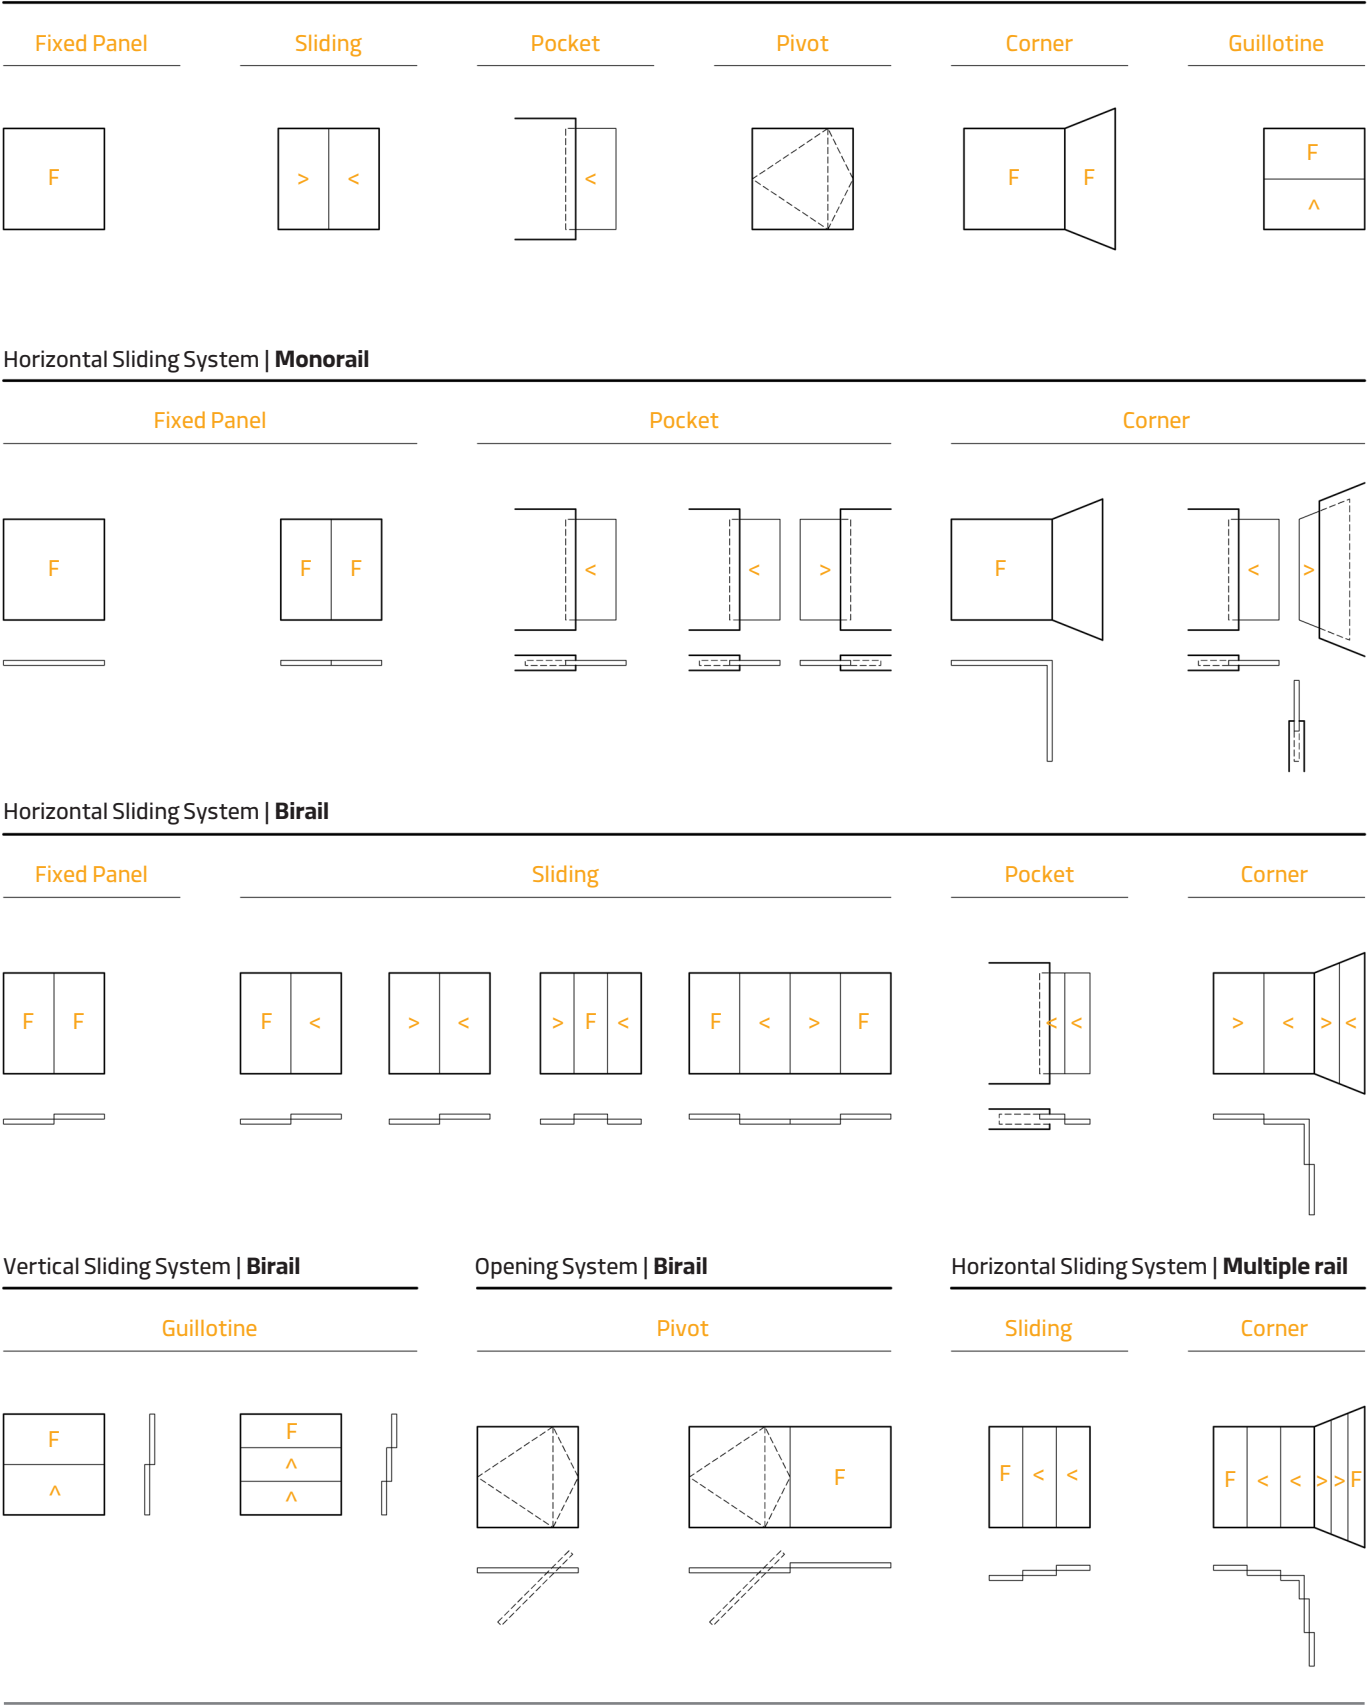 Fixed Panel Sliding Pocket Pivot Corner Guillotine
F > < < F F F
^
Horizontal Sliding System | Monorail
Fixed Panel Pocket Corner
F F F < < > F < >
Horizontal Sliding System | Birail
Fixed Panel Sliding Pocket Corner
F F F < > < > F < F < > F < < > < > <
Vertical Sliding System | Birail Opening System | Birail Horizontal Sliding System | Multiple rail
Guillotine Pivot Sliding Corner
F
^
F
^
^
F
F < <
F < < > > F